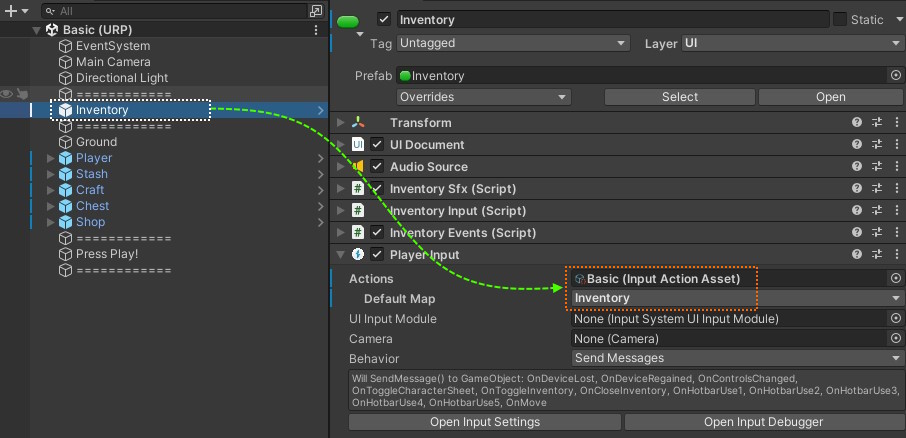 All
Basic (URP)
EventSystem
Main Camera
Directional Light
=============
Inventory
=============
Ground
Player
Stash
Craft
Chest
Shop
=============
Press Play!
=============
Inventory
Static
Tag Untagged Layer UI
Prefab Inventory
Overrides Select Open
Transform
UI Document
Audio Source
Inventory Sfx (Script)
Inventory Input (Script)
Inventory Events (Script)
Player Input
Actions Basic (Input Action Asset)
Default Map Inventory
UI Input Module None (Input System UI Input Module)
Camera None (Camera)
Behavior Send Messages
Will SendMessage() to GameObject: OnDeviceLost, OnDeviceRegained, OnControlsChanged,
OnToggleCharacterSheet, OnToggleInventory, OnCloseInventory, OnHotbarUse1, OnHotbarUse2, OnHotbarUse3,
OnHotbarUse4, OnHotbarUse5, OnMove
Open Input Settings Open Input Debugger